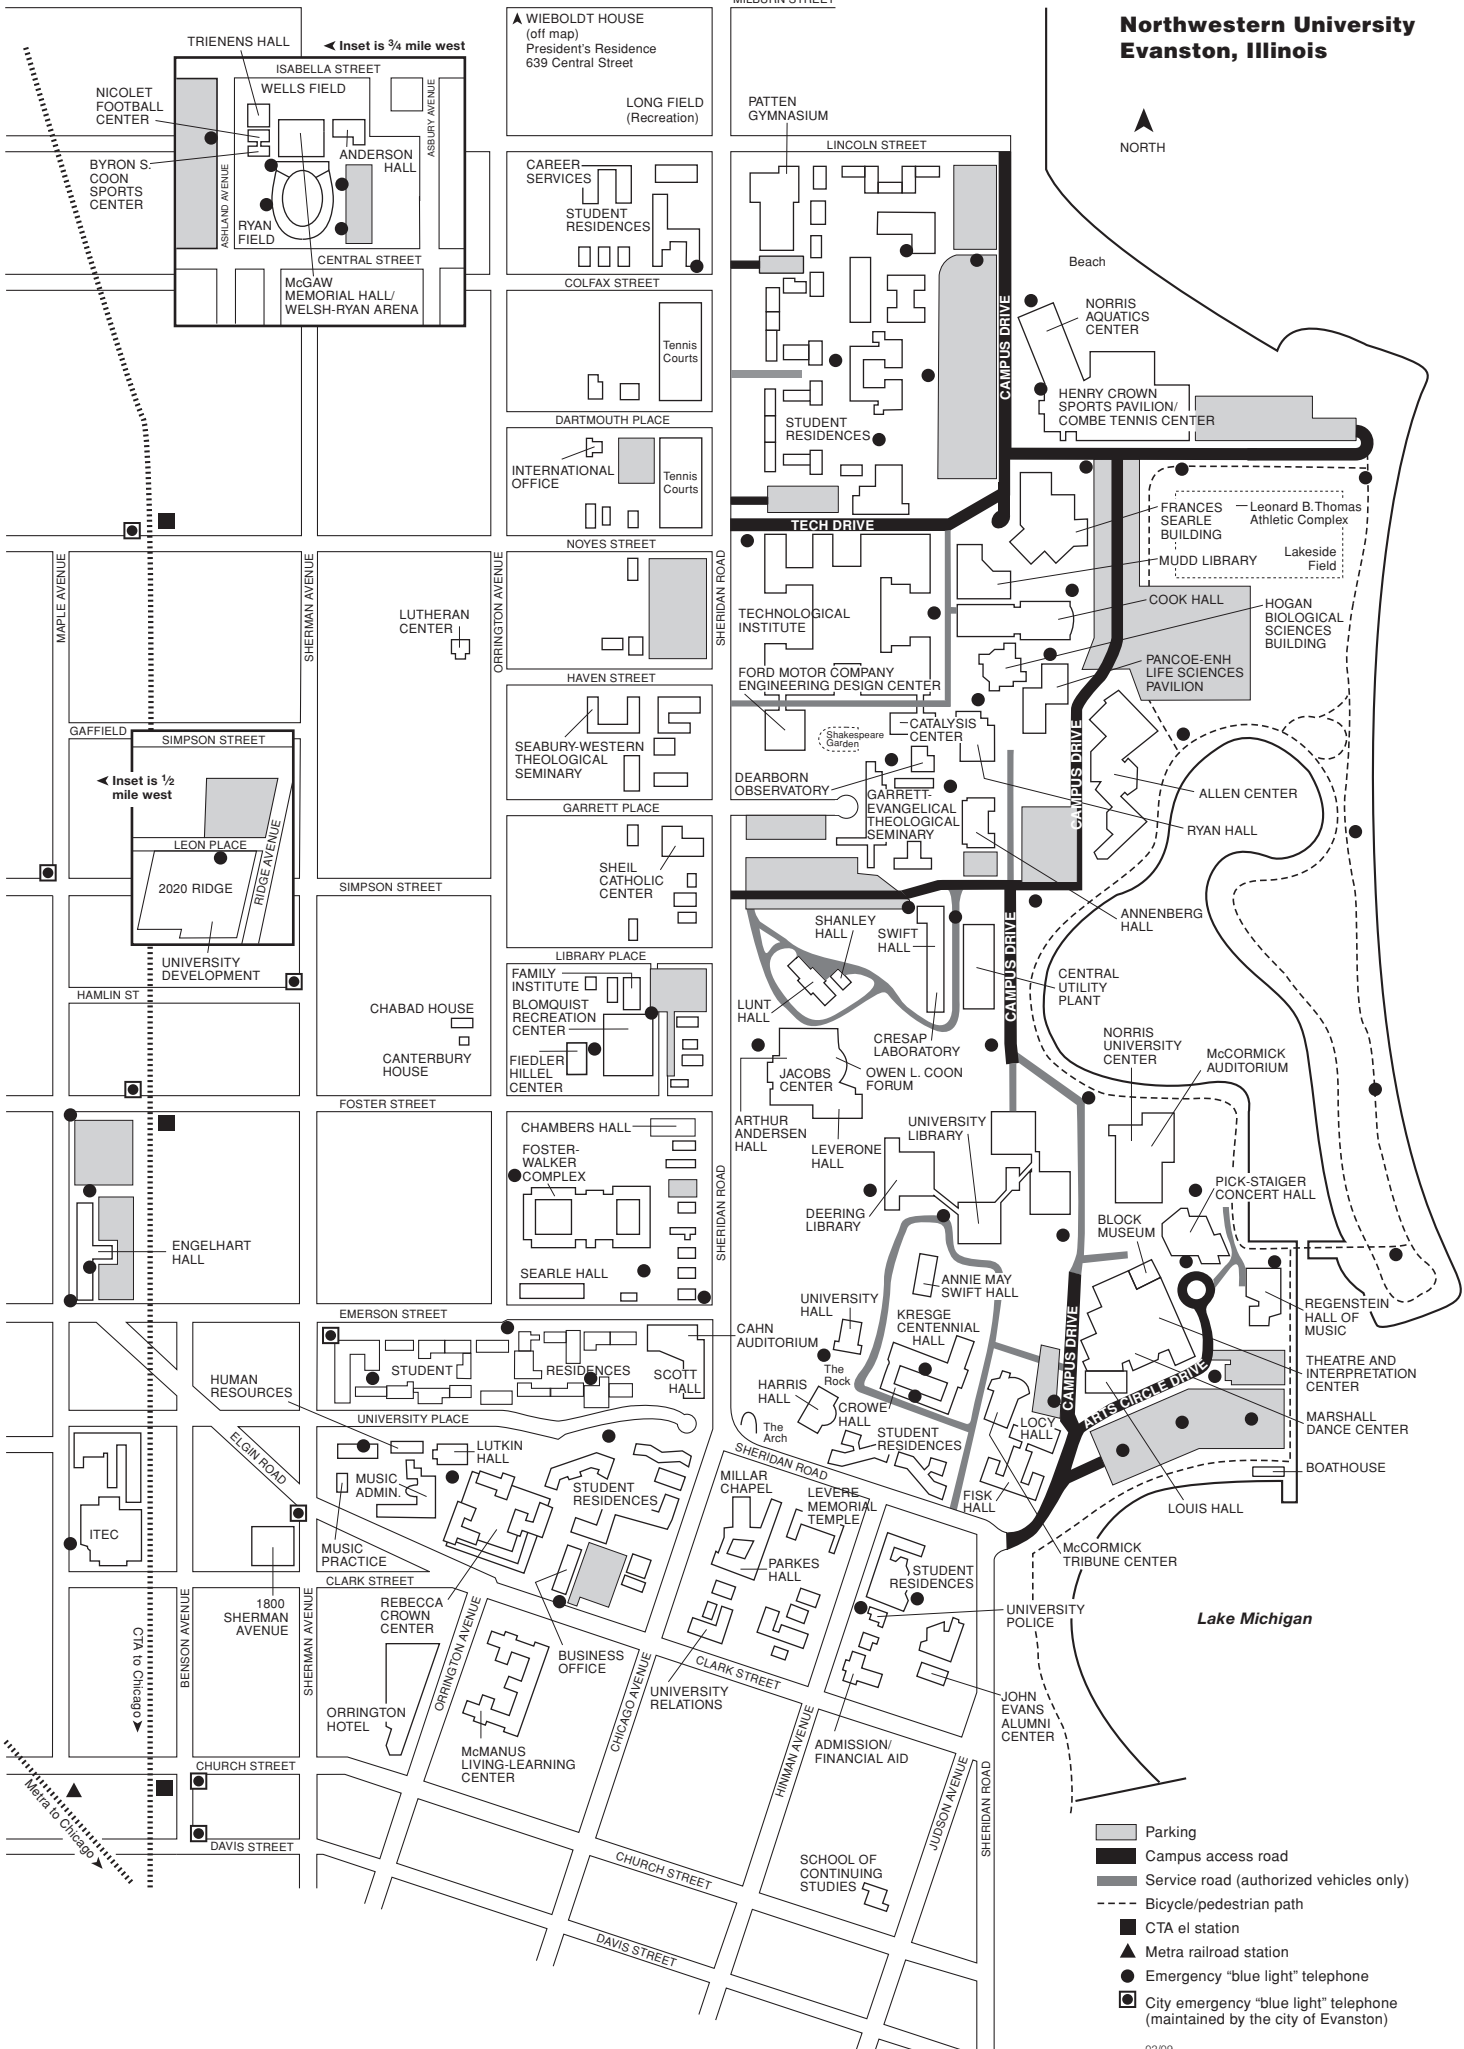 MILBURN STREET
Northwestern University
Evanston, Illinois
NORTH
WIEBOLDT HOUSE
(off map)
President's Residence
639 Central Street
LONG FIELD
(Recreation)
TRIENENS HALL
Inset is 3/4 mile west
ISABELLA STREET
WELLS FIELD
NICOLET
FOOTBALL
CENTER
BYRON S.
COON
SPORTS
CENTER
ASHLAND AVENUE
ASBURY AVENUE
ANDERSON
HALL
RYAN
FIELD
CENTRAL STREET
McGAW
MEMORIAL HALL/
WELSH-RYAN ARENA
PATTEN
GYMNASIUM
LINCOLN STREET
CAREER
SERVICES
STUDENT
RESIDENCES
COLFAX STREET
Tennis
Courts
DARTMOUTH PLACE
INTERNATIONAL
OFFICE
Tennis
Courts
NOYES STREET
STUDENT
RESIDENCES
CAMPUS DRIVE
Beach
NORRIS
AQUATICS
CENTER
HENRY CROWN
SPORTS PAVILION/
COMBE TENNIS CENTER
TECH DRIVE
FRANCES
SEARLE
BUILDING
Leonard B. Thomas
Athletic Complex
Lakeside
Field
MUDD LIBRARY
COOK HALL
HOGAN
BIOLOGICAL
SCIENCES
BUILDING
PANCOE-ENH
LIFE SCIENCES
PAVILION
MAPLE AVENUE
SHERMAN AVENUE
ORRINGTON AVENUE
SHERIDAN ROAD
LUTHERAN
CENTER
TECHNOLOGICAL
INSTITUTE
FORD MOTOR COMPANY
ENGINEERING DESIGN CENTER
HAVEN STREET
SEABURY-WESTERN
THEOLOGICAL
SEMINARY
Shakespeare
Garden
CATALYSIS
CENTER
DEARBORN
OBSERVATORY
GARRETT-
EVANGELICAL
THEOLOGICAL
SEMINARY
CAMPUS DRIVE
ALLEN CENTER
RYAN HALL
ANNENBERG
HALL
GAFFIELD
SIMPSON STREET
Inset is 1/2
mile west
LEON PLACE
RIDGE AVENUE
2020 RIDGE
UNIVERSITY
DEVELOPMENT
GARRETT PLACE
SHEIL
CATHOLIC
CENTER
SIMPSON STREET
LIBRARY PLACE
SHANLEY
HALL
SWIFT
HALL
LUNT
HALL
CRESAP
LABORATORY
CENTRAL
UTILITY
PLANT
CAMPUS DRIVE
HAMLIN ST
FAMILY
INSTITUTE
BLOMQUIST
RECREATION
CENTER
FIEDLER
HILLEL
CENTER
CHABAD HOUSE
CANTERBURY
HOUSE
FOSTER STREET
JACOBS
CENTER
OWEN L. COON
FORUM
ARTHUR
ANDERSEN
HALL
LEVERONE
HALL
NORRIS
UNIVERSITY
CENTER
McCORMICK
AUDITORIUM
UNIVERSITY
LIBRARY
DEERING
LIBRARY
CHAMBERS HALL
FOSTER-
WALKER
COMPLEX
SHERIDAN ROAD
SEARLE HALL
ENGELHART
HALL
PICK-STAIGER
CONCERT HALL
BLOCK
MUSEUM
REGENSTEIN
HALL OF
MUSIC
ANNIE MAY
SWIFT HALL
UNIVERSITY
HALL
KRESGE
CENTENNIAL
HALL
EMERSON STREET
CAHN
AUDITORIUM
STUDENT
RESIDENCES
SCOTT
HALL
HUMAN
RESOURCES
UNIVERSITY PLACE
The
Rock
HARRIS
HALL
CROWE
HALL
The
Arch
STUDENT
RESIDENCES
LOCY
HALL
FISK
HALL
CAMPUS DRIVE
ARTS CIRCLE DRIVE
THEATRE AND
INTERPRETATION
CENTER
MARSHALL
DANCE CENTER
BOATHOUSE
LOUIS HALL
McCORMICK
TRIBUNE CENTER
ELGIN ROAD
LUTKIN
HALL
MUSIC
ADMIN.
MUSIC
PRACTICE
STUDENT
RESIDENCES
SHERIDAN ROAD
MILLAR
CHAPEL
LEVERE
MEMORIAL
TEMPLE
PARKES
HALL
STUDENT
RESIDENCES
UNIVERSITY
POLICE
ITEC
1800
SHERMAN
AVENUE
CLARK STREET
REBECCA
CROWN
CENTER
BUSINESS
OFFICE
UNIVERSITY
RELATIONS
CLARK STREET
JOHN
EVANS
ALUMNI
CENTER
ADMISSION/
FINANCIAL AID
BENSON AVENUE
SHERMAN AVENUE
CTA to Chicago
ORRINGTON
HOTEL
ORRINGTON AVENUE
McMANUS
LIVING-LEARNING
CENTER
CHICAGO AVENUE
HINMAN AVENUE
JUDSON AVENUE
SHERIDAN ROAD
CHURCH STREET
Metra to Chicago
DAVIS STREET
CHURCH STREET
DAVIS STREET
SCHOOL OF
CONTINUING
STUDIES
Lake Michigan
Parking
Campus access road
Service road (authorized vehicles only)
Bicycle/pedestrian path
CTA el station
Metra railroad station
Emergency “blue light” telephone
City emergency “blue light” telephone
(maintained by the city of Evanston)